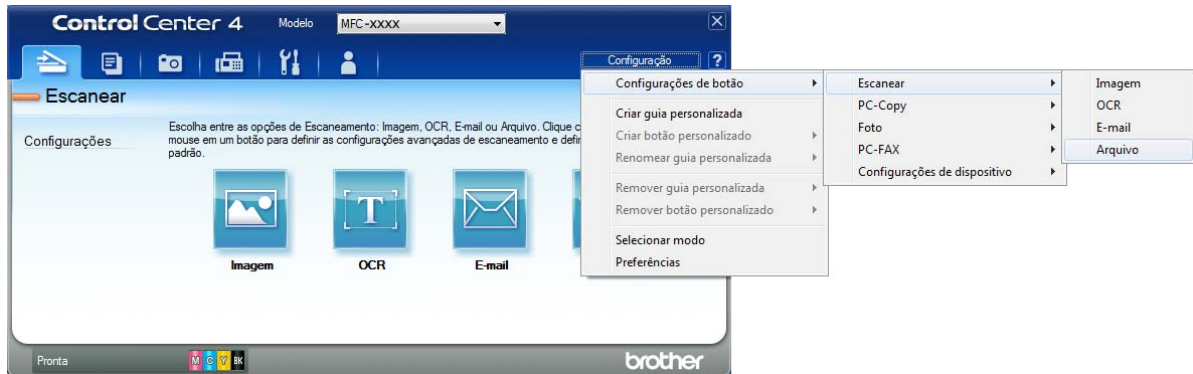 Control Center 4 Modelo MFC-XXXX
Configuração ?
Escanear
Configurações
Escolha entre as opções de Escaneamento: Imagem, OCR, E-mail ou Arquivo. Clique c
mouse em um botão para definir as configurações avançadas de escaneamento e defir
padrão.
T
Imagem OCR E-mail
Configurações de botão
Criar guia personalizada
Criar botão personalizado
Renomear guia personalizada
Remover guia personalizada
Remover botão personalizado
Selecionar modo
Preferências
Escanear
PC-Copy
Foto
PC-FAX
Configurações de dispositivo
Imagem
OCR
E-mail
Arquivo
Pronta M C Y BK brother